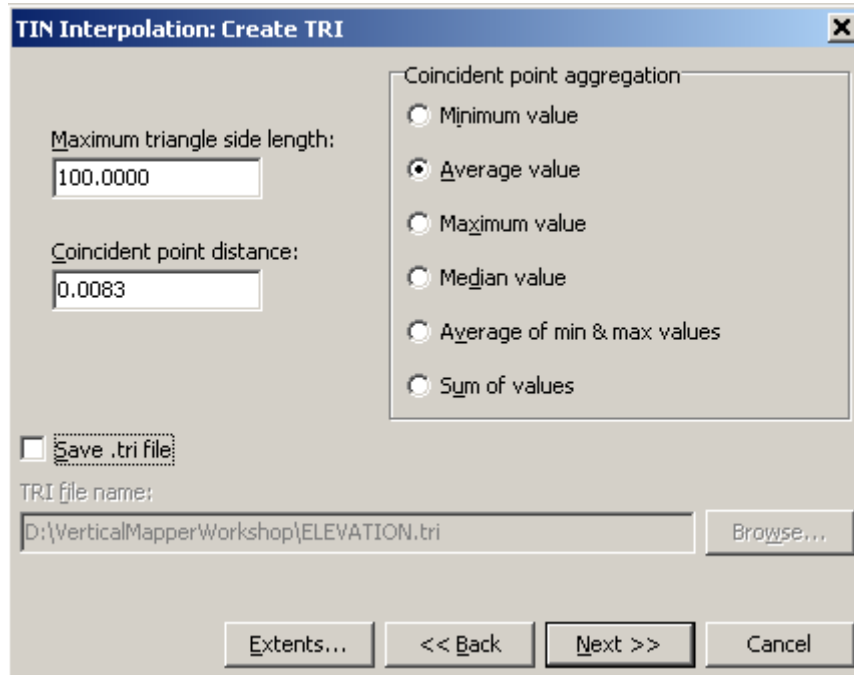 TIN Interpolation: Create TRI
Maximum triangle side length:
100.0000
Coincident point distance:
0.0083
Coincident point aggregation
Minimum value
Average value
Maximum value
Median value
Average of min & max values
Sum of values
Save .tri file
TRI file name:
D:\VerticalMapperWorkshop\ELEVATION.tri
Browse...
Extents...
<< Back
Next >>
Cancel